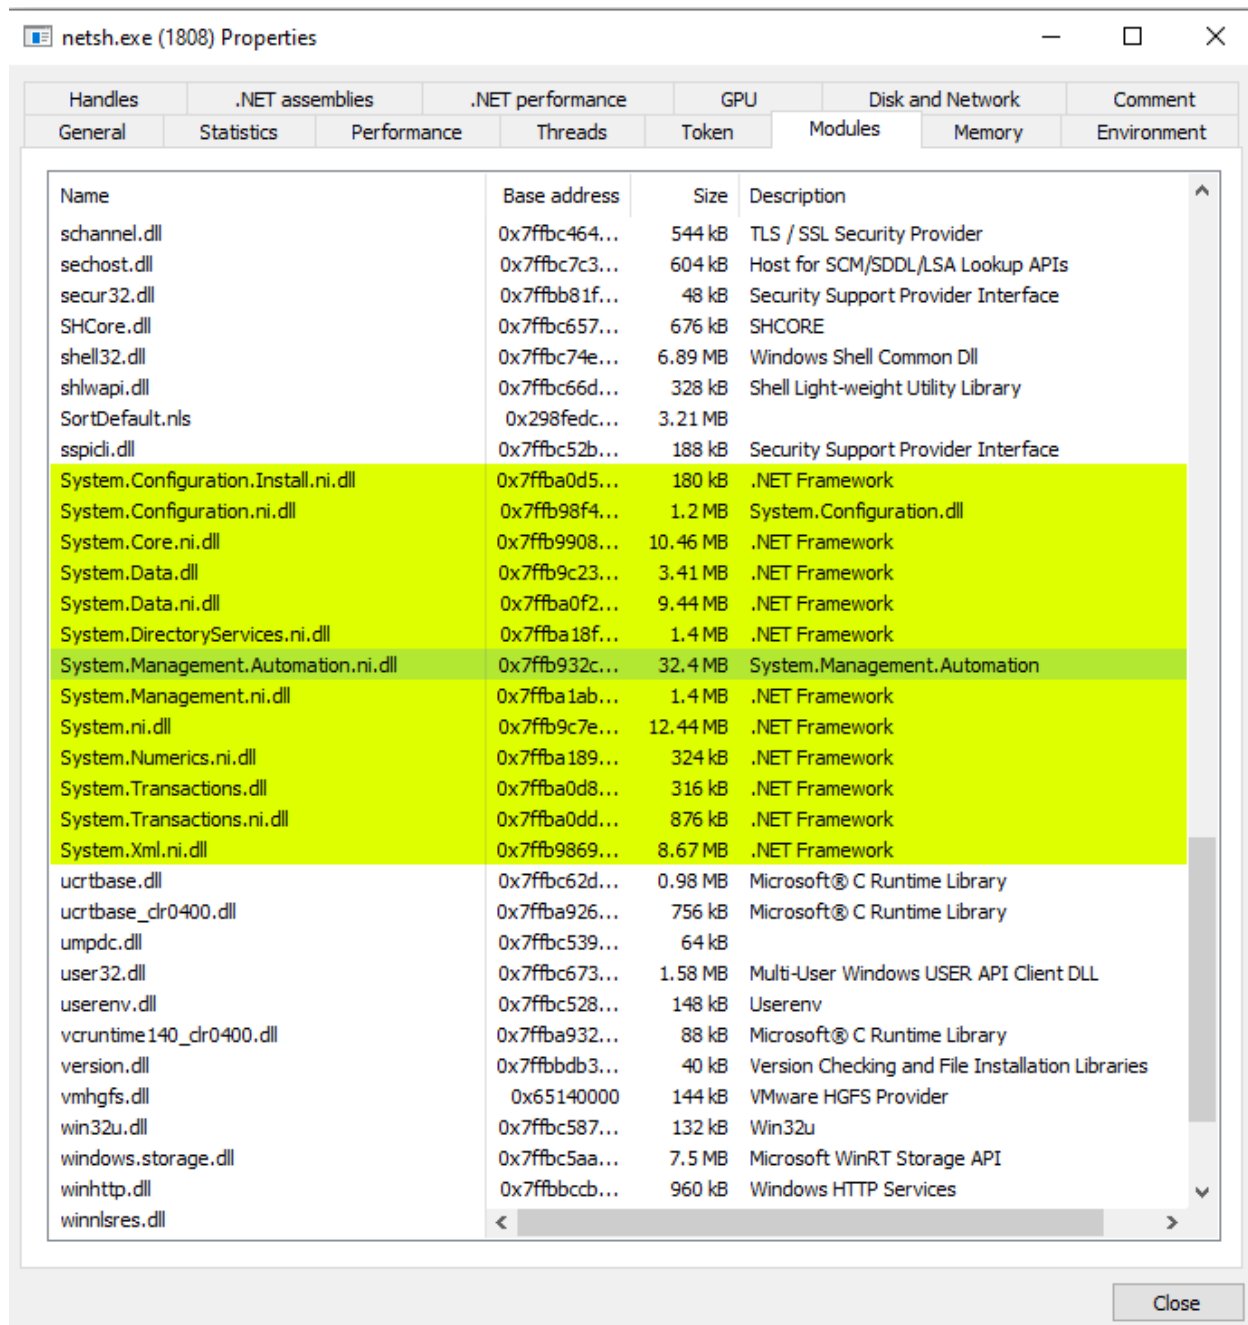 netsh.exe (1808) Properties
Handles .NET assemblies .NET performance GPU Disk and Network Comment
General Statistics Performance Threads Token Modules Memory Environment
Name Base address Size Description
schannel.dll 0x7ffbc464... 544 kB TLS / SSL Security Provider
sechost.dll 0x7ffbc7c3... 604 kB Host for SCM/SDDL/LSA Lookup APIs
secur32.dll 0x7ffbb81f... 48 kB Security Support Provider Interface
SHCore.dll 0x7ffbc657... 676 kB SHCORE
shell32.dll 0x7ffbc74e... 6.89 MB Windows Shell Common Dll
shlwapi.dll 0x7ffbc66d... 328 kB Shell Light-weight Utility Library
SortDefault.nls 0x298fedc... 3.21 MB
sspicli.dll 0x7ffbc52b... 188 kB Security Support Provider Interface
System.Configuration.Install.ni.dll 0x7ffba0d5... 180 kB .NET Framework
System.Configuration.ni.dll 0x7ffb98f4... 1.2 MB System.Configuration.dll
System.Core.ni.dll 0x7ffb9908... 10.46 MB .NET Framework
System.Data.dll 0x7ffb9c23... 3.41 MB .NET Framework
System.Data.ni.dll 0x7ffba0f2... 9.44 MB .NET Framework
System.DirectoryServices.ni.dll 0x7ffba18f... 1.4 MB .NET Framework
System.Management.Automation.ni.dll 0x7ffb932c... 32.4 MB System.Management.Automation
System.Management.ni.dll 0x7ffba1ab... 1.4 MB .NET Framework
System.ni.dll 0x7ffb9c7e... 12.44 MB .NET Framework
System.Numerics.ni.dll 0x7ffba189... 324 kB .NET Framework
System.Transactions.dll 0x7ffba0d8... 316 kB .NET Framework
System.Transactions.ni.dll 0x7ffba0dd... 876 kB .NET Framework
System.Xml.ni.dll 0x7ffb9869... 8.67 MB .NET Framework
ucrtbase.dll 0x7ffbc62d... 0.98 MB Microsoft® C Runtime Library
ucrtbase_clr0400.dll 0x7ffba926... 756 kB Microsoft® C Runtime Library
umpdc.dll 0x7ffbc539... 64 kB
user32.dll 0x7ffbc673... 1.58 MB Multi-User Windows USER API Client DLL
userenv.dll 0x7ffbc528... 148 kB Userenv
vcruntime140_clr0400.dll 0x7ffba932... 88 kB Microsoft® C Runtime Library
version.dll 0x7ffbbdb3... 40 kB Version Checking and File Installation Libraries
vmhgfs.dll 0x65140000 144 kB VMware HGFS Provider
win32u.dll 0x7ffbc587... 132 kB Win32u
windows.storage.dll 0x7ffbc5aa... 7.5 MB Microsoft WinRT Storage API
winhttp.dll 0x7ffbbccb... 960 kB Windows HTTP Services
winnlsres.dll
Close